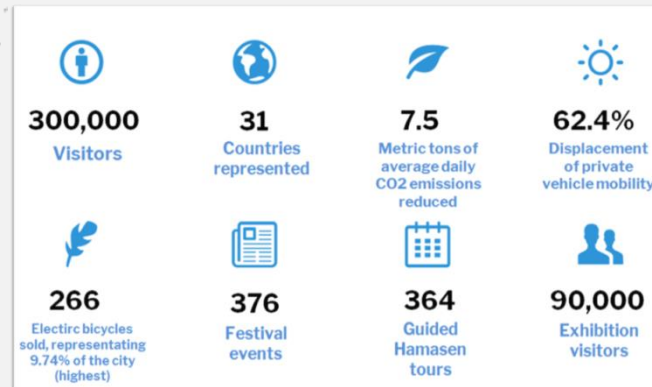 300,000
Visitors
31
Countries
represented
7.5
Metric tons of
average daily
CO2 emissions
reduced
62.4%
Displacement
of private
vehicle mobility
266
Electirc bicycles
sold, representating
9.74% of the city
(highest)
376
Festival
events
364
Guided
Hamasen
tours
90,000
Exhibition
visitors